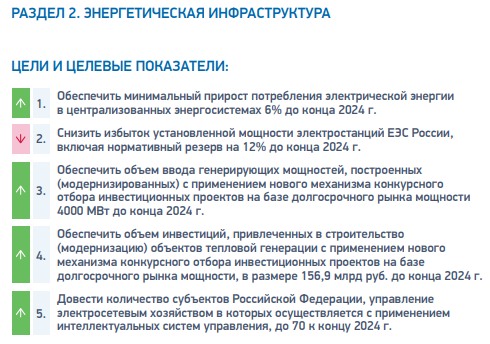 РАЗДЕЛ 2. ЭНЕРГЕТИЧЕСКАЯ ИНФРАСТРУКТУРА
ЦЕЛИ И ЦЕЛЕВЫЕ ПОКАЗАТЕЛИ:
1. Обеспечить минимальный прирост потребления электрической энергии
в централизованных энергосистемах 6% до конца 2024 г.
2. Снизить избыток установленной мощности электростанций ЕЭС России,
включая нормативный резерв на 12% до конца 2024 г.
3. Обеспечить объем ввода генерирующих мощностей, построенных
(модернизированных) с применением нового механизма конкурсного
отбора инвестиционных проектов на базе долгосрочного рынка мощности
4000 МВт до конца 2024 г.
4. Обеспечить объем инвестиций, привлеченных в строительство
(модернизацию) объектов тепловой генерации с применением нового
механизма конкурсного отбора инвестиционных проектов на базе
долгосрочного рынка мощности, в размере 156,9 млрд руб. до конца 2024 г.
5. Довести количество субъектов Российской Федерации, управление
электросетевым хозяйством в которых осуществляется с применением
интеллектуальных систем управления, до 70 к концу 2024 г.